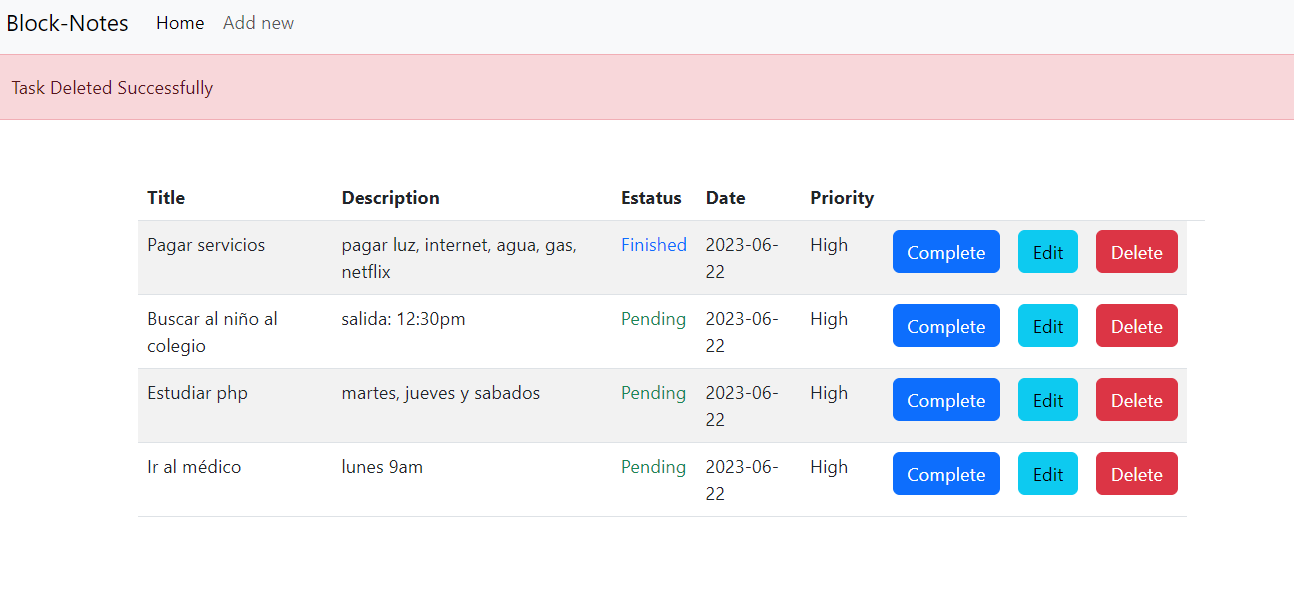 Block-Notes Home Add new
Task Deleted Successfully
Title Description Estatus Date Priority
Pagar servicios pagar luz, internet, agua, gas, Finished 2023-06- High Complete Edit Delete
netflix 22
Buscar al niño al salida: 12:30pm Pending 2023-06- High Complete Edit Delete
colegio 22
Estudiar php martes, jueves y sabados Pending 2023-06- High Complete Edit Delete
22
Ir al médico lunes 9am Pending 2023-06- High Complete Edit Delete
22